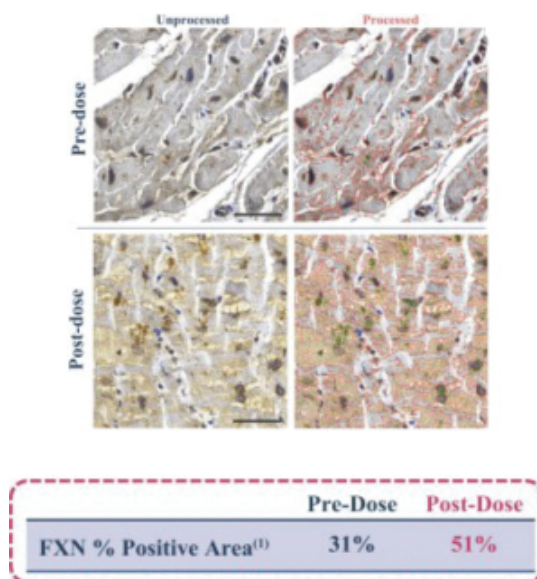 Unprocessed Processed
Pre-dose
Post-dose
Pre-Dose Post-Dose
FXN % Positive Area(1) 31% 51%